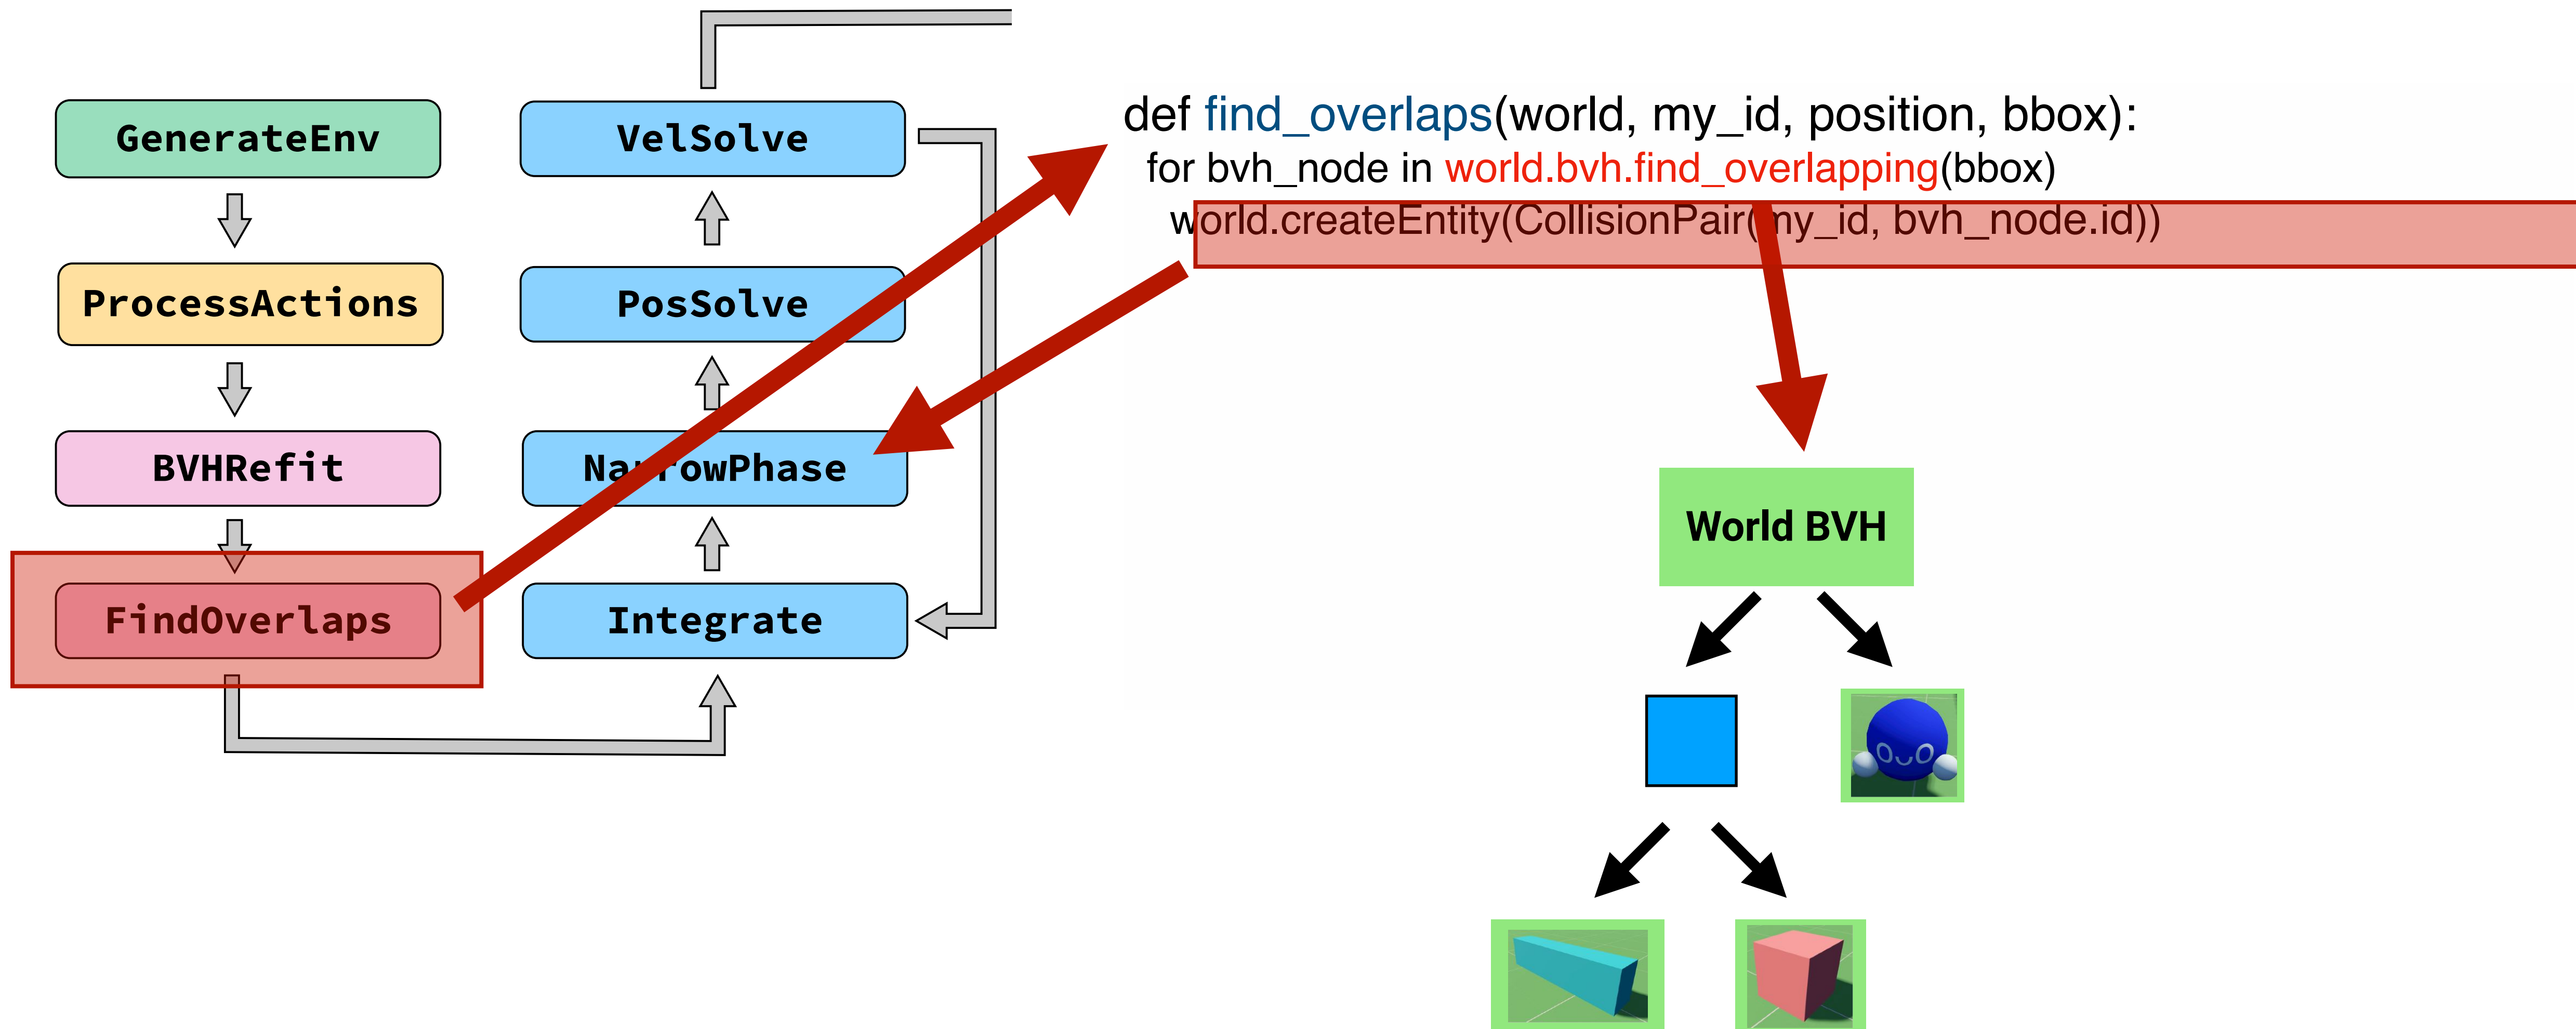 GenerateEnv
ProcessActions
BVHRefit
FindOverlaps
VelSolve
PosSolve
NarrowPhase
Integrate
def find_overlaps(world, my_id, position, bbox):
for bvh_node in world.bvh.find_overlapping(bbox)
world.createEntity(CollisionPair(my_id, bvh_node.id))
World BVH